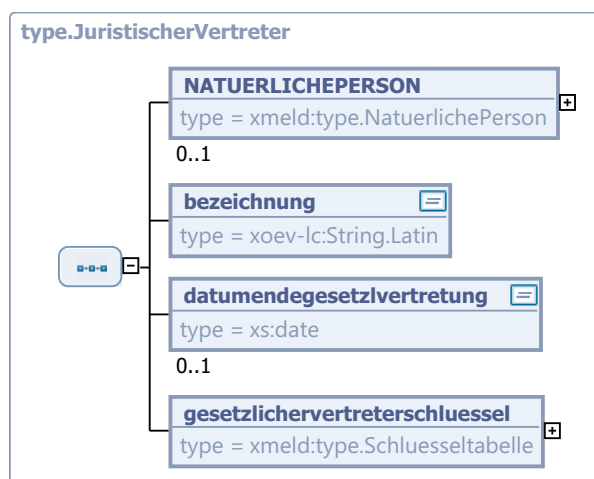 type.JuristischerVertreter
NATUERLICHEPERSON
type = xmeld:type.NatuerlichePerson
0..1
bezeichnung
type = xoev-lc:String.Latin
datumendegesetzlvertretung
type = xs:date
0..1
gesetzlichervertreterschluessel
type = xmeld:type.Schluesseltabelle